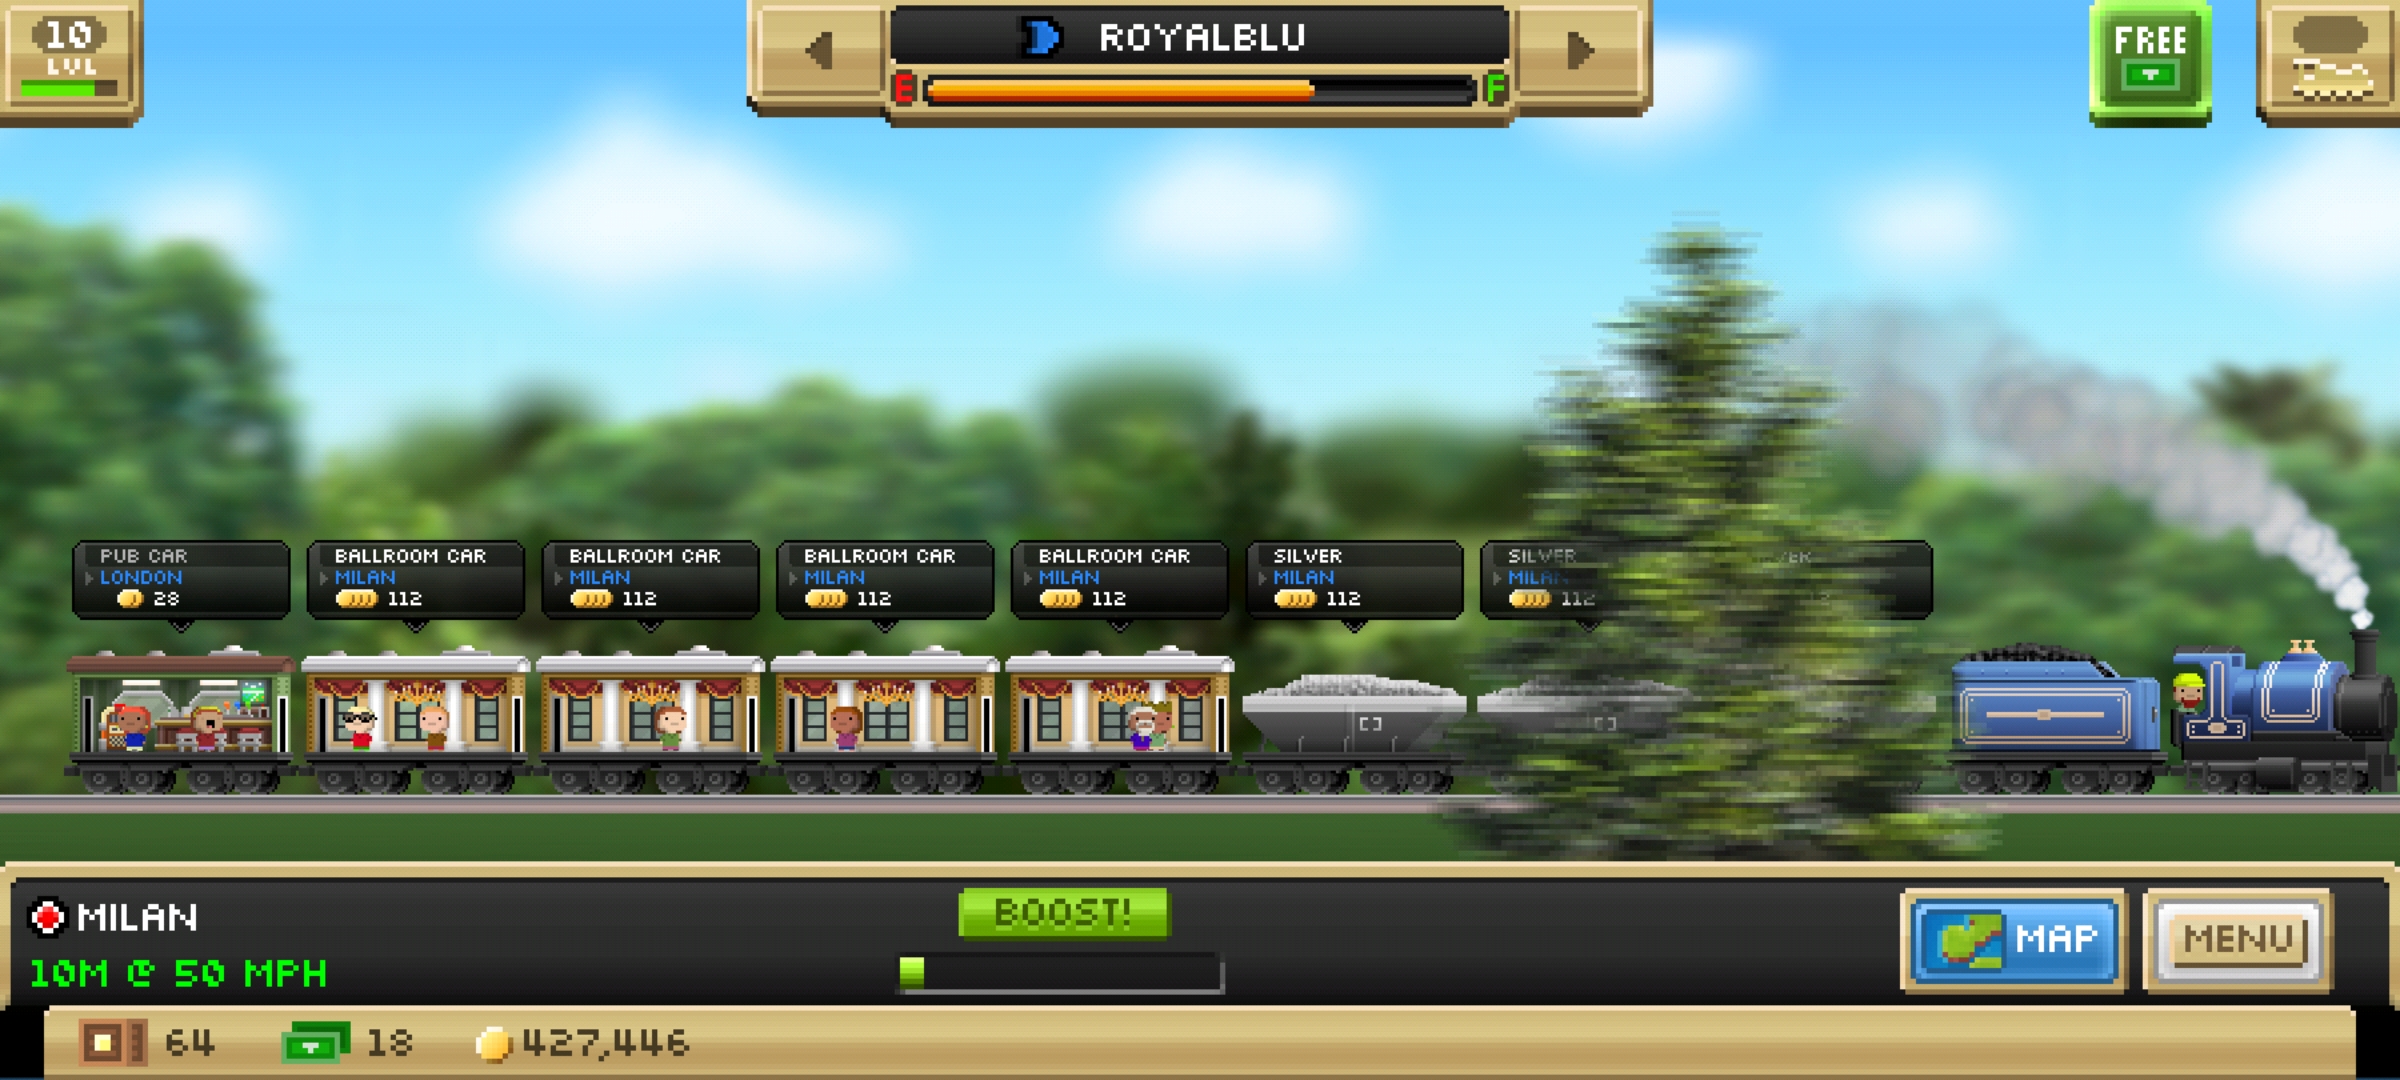 10
LVL
ROYALBLU
E
F
FREE
PUB CAR
LONDON
28
BALLROOM CAR
MILAN
112
BALLROOM CAR
MILAN
112
BALLROOM CAR
MILAN
112
BALLROOM CAR
MILAN
112
SILVER
MILAN
112
SILVER
MILAN
112
MILAN
10M @ 50 MPH
BOOST!
MAP
MENU
64
18
427,446